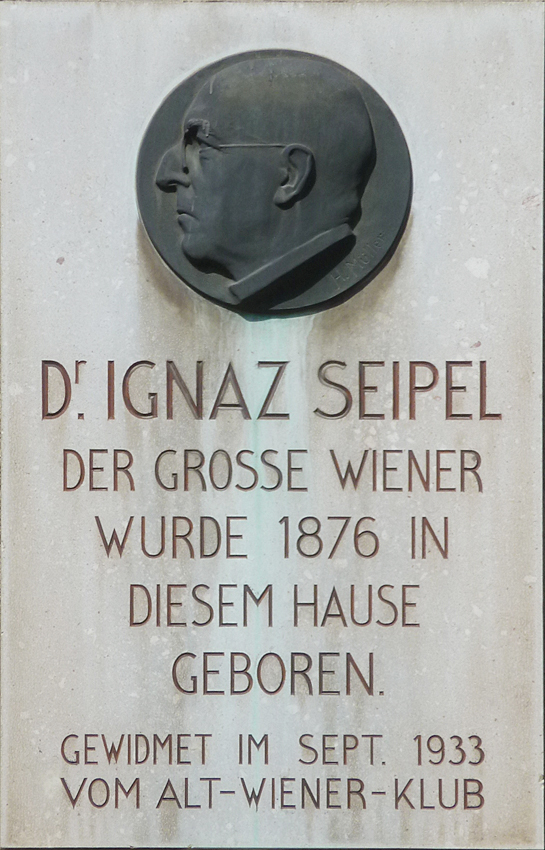 Dr. IGNAZ SEIPEL
DER GROSSE WIENER
WURDE 1876 IN
DIESEM HAUSE
GEBOREN.
GEWIDMET IM SEPT. 1933
VOM ALT-WIENER-KLUB